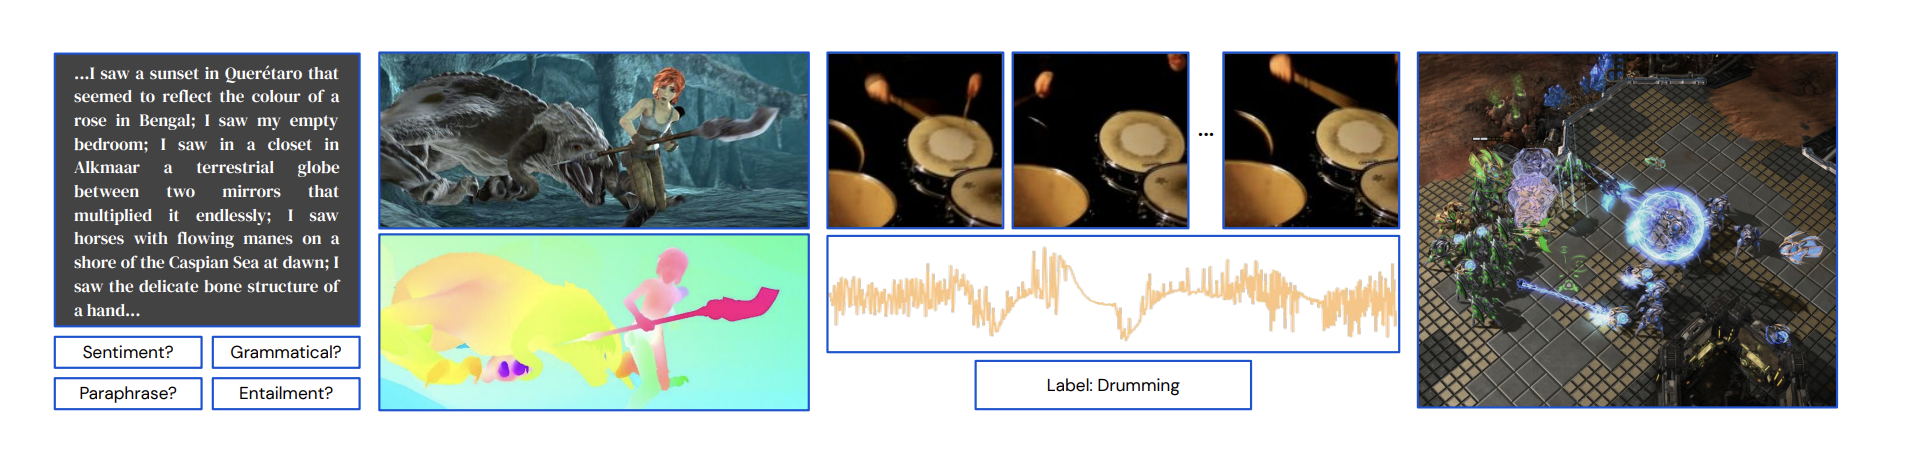 ...I saw a sunset in Querétaro that
seemed to reflect the colour of a
rose in Bengal; I saw my empty
bedroom; I saw in a closet in
Alkmaar a terrestrial globe
between two mirrors that
multiplied it endlessly; I saw
horses with flowing manes on a
shore of the Caspian Sea at dawn; I
saw the delicate bone structure of
a hand...
Sentiment?
Grammatical?
Paraphrase?
Entailment?
...
Label: Drumming